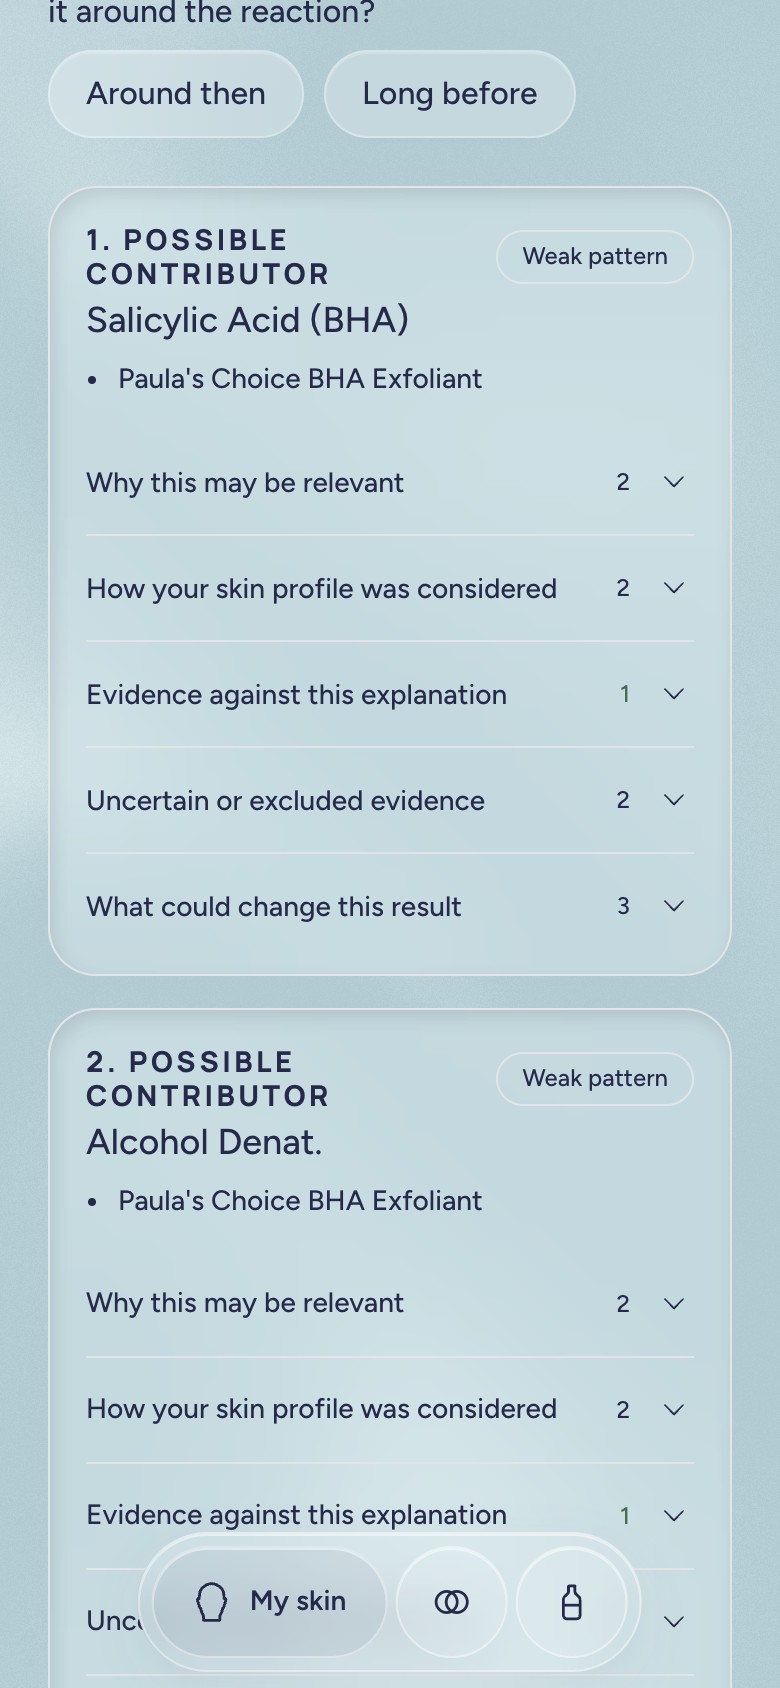 it around the reaction?
Around then
Long before
1. POSSIBLE
CONTRIBUTOR
Weak pattern
Salicylic Acid (BHA)
• Paula's Choice BHA Exfoliant
Why this may be relevant 2
How your skin profile was considered 2
Evidence against this explanation 1
Uncertain or excluded evidence 2
What could change this result 3
2. POSSIBLE
CONTRIBUTOR
Weak pattern
Alcohol Denat.
• Paula's Choice BHA Exfoliant
Why this may be relevant 2
How your skin profile was considered 2
Evidence against this explanation 1
My skin